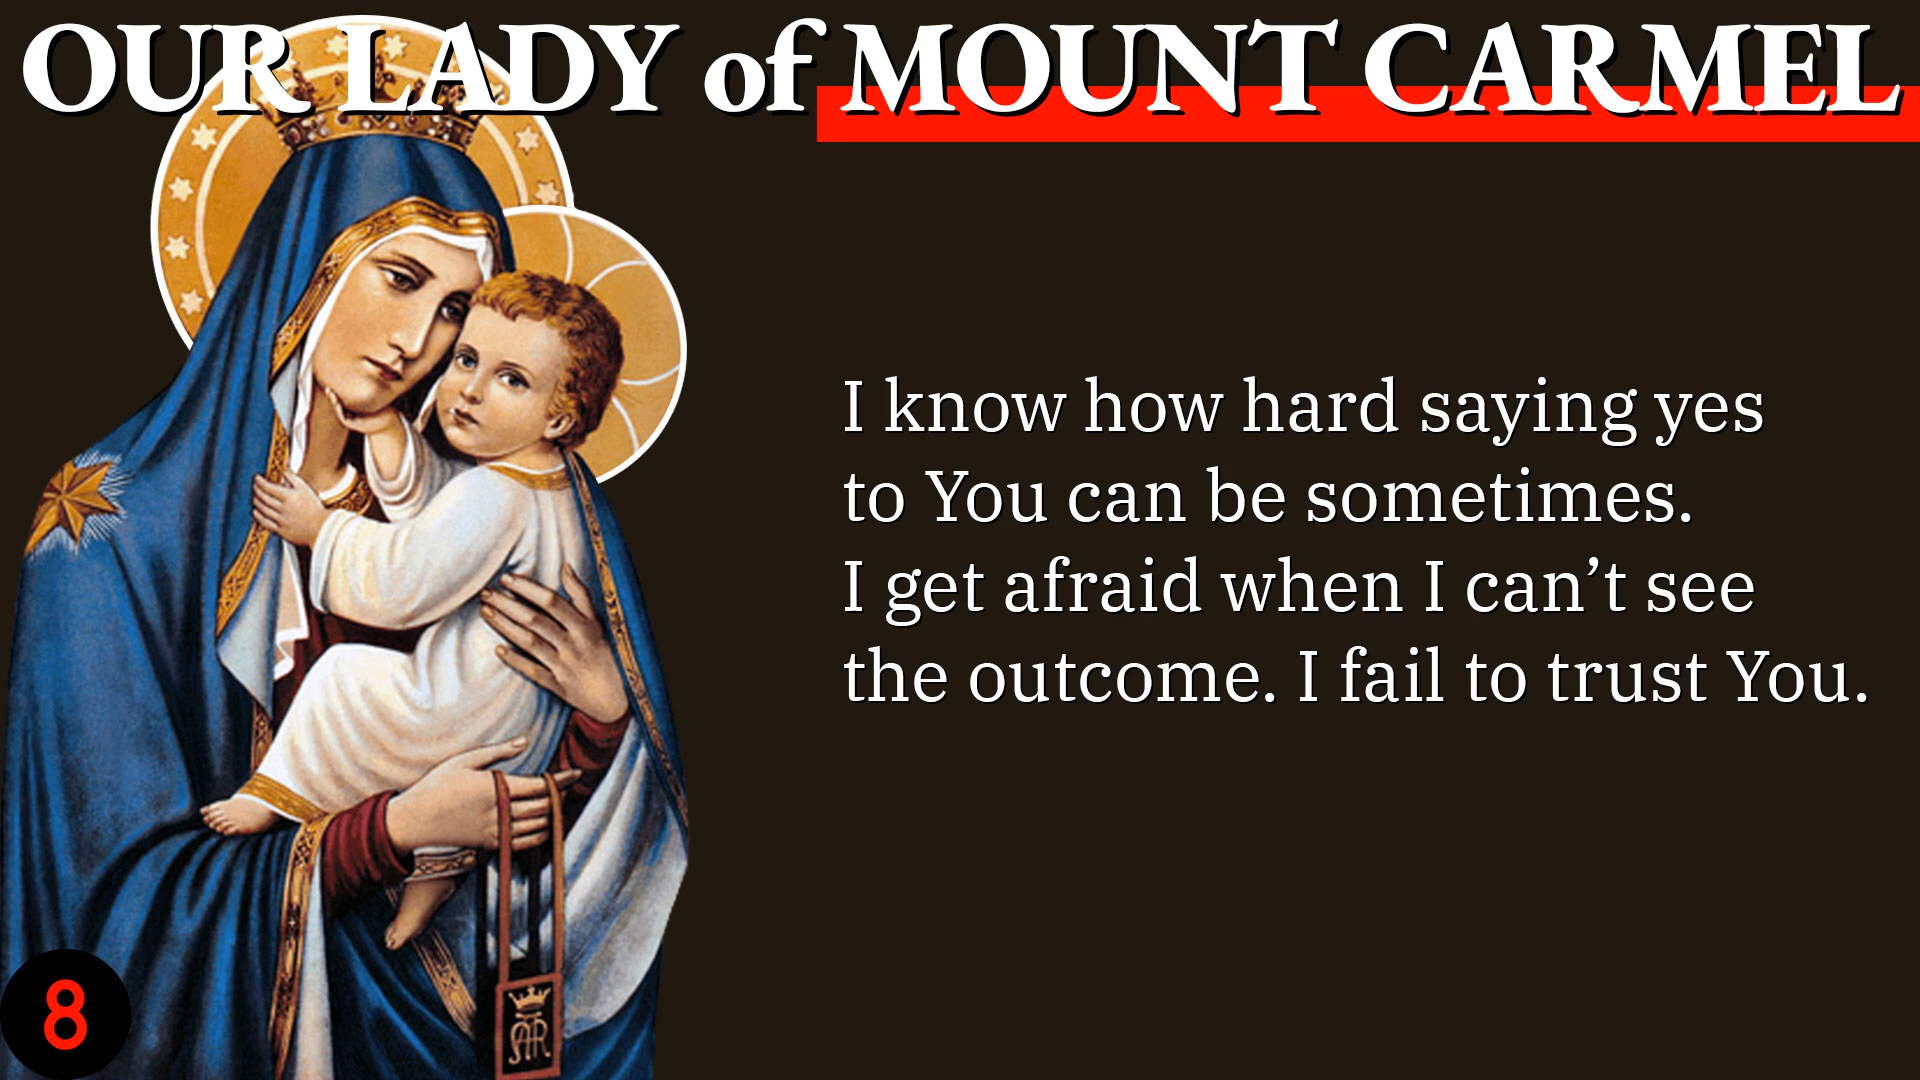 OUR LADY of MOUNT CARMEL
I know how hard saying yes
to You can be sometimes.
I get afraid when I can’t see
the outcome. I fail to trust You.
8